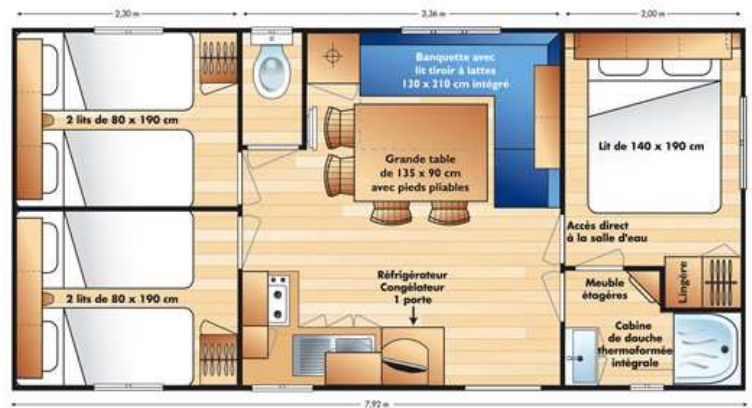 2,30 m
2,36 m
2,00 m
Banquette avec
lit tiroir à lattes
130 x 210 cm intégré
2 lits de 80 x 190 cm
Grande table
de 135 x 90 cm
avec pieds pliables
Lit de 140 x 190 cm
Accès direct
à la salle d'eau
Réfrigérateur
Congélateur
1 porte
Meuble
étagères
Lingère
2 lits de 80 x 190 cm
Cabine
de douche
thermoformée
intégrale
7,92 m